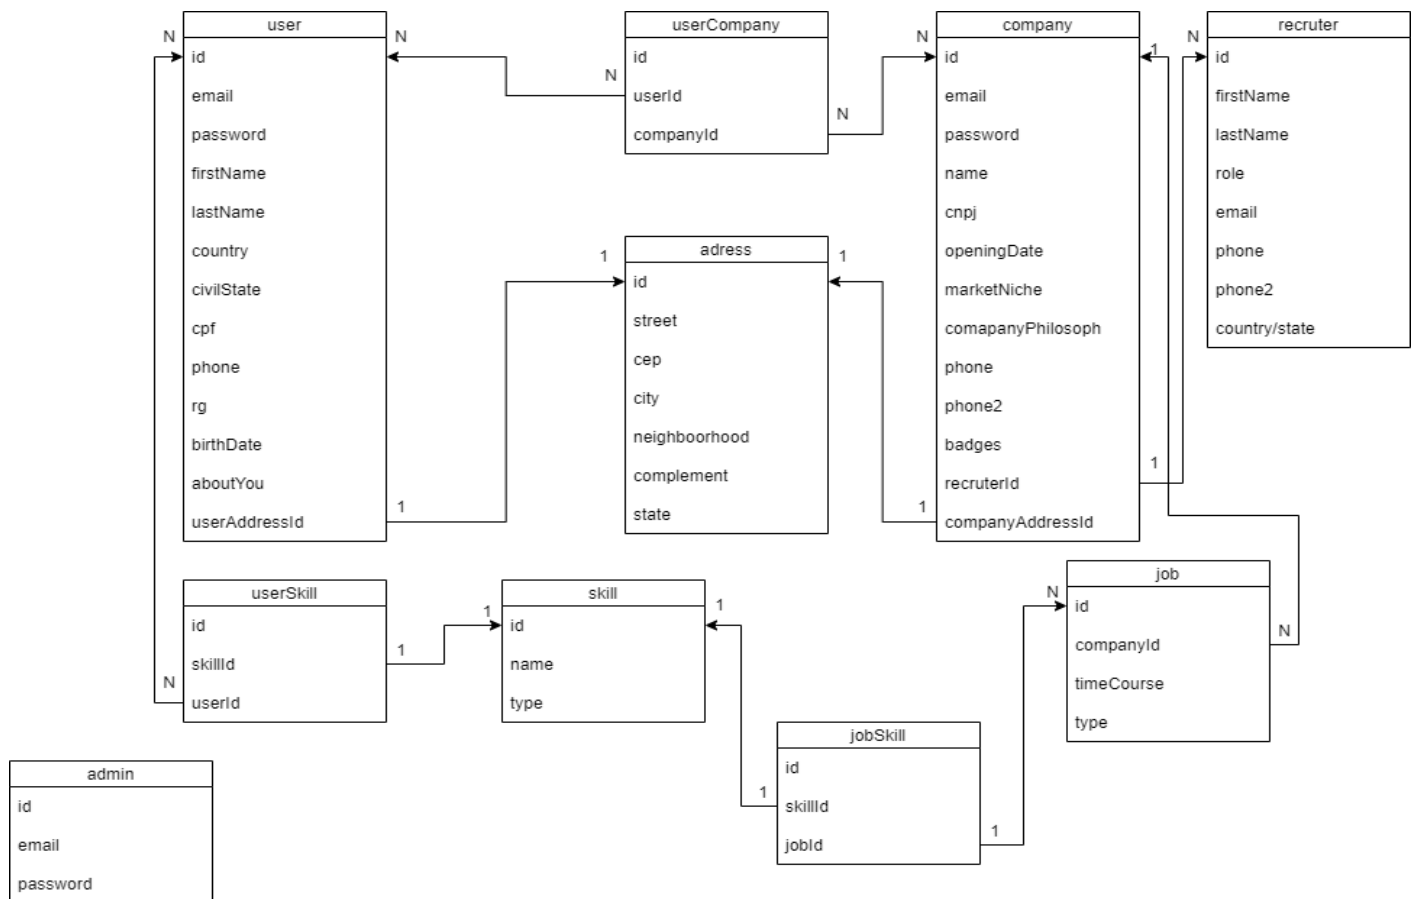 user
N
id
email
password
firstName
lastName
country
civilState
cpf
phone
rg
birthDate
aboutYou
userAddressId
N
1
userCompany
id
userId
companyId
N
N
company
N
id
email
password
name
cnpj
openingDate
marketNiche
comapanyPhilosoph
phone
phone2
badges
recruterId
companyAddressId
1
1
1
recruter
N
id
firstName
lastName
role
email
phone
phone2
country/state
adress
1
1
id
street
cep
city
neighboorhood
complement
state
userSkill
id
skillId
userId
N
1
skill
1
1
id
name
type
job
N
id
companyId
timeCourse
type
N
jobSkill
id
skillId
jobId
1
1
admin
id
email
password